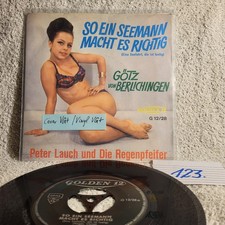 SO EIN SEEMANN
MACHT ES RICHTIG
GÖTZ
VON BERLICHINGEN
G 12/28
Cover VG+ / Vinyl VG+
Peter Lauch und Die Regenpfeifer
123.
GOLDEN 12
SO EIN SEEMANN
MACHT ES RICHTIG